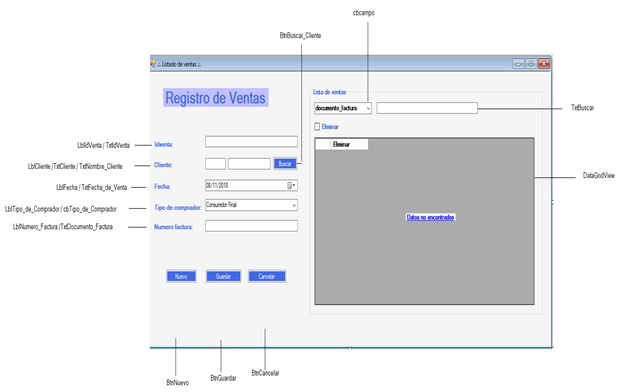 cbcampo
BtnBuscar_Cliente
.: Listado de ventas :.
Registro de Ventas
Lista de ventas
documento_factura
TxtBuscar
Eliminar
Eliminar
LblIdVenta / TxtIdVenta
Idventa:
LblCliente /TxtCliente / TxtNombre_Cliente
Cliente:
Buscar
DataGridView
LblFecha / TxtFecha_de_Venta
Fecha:
08/11/2018
LblTipo_de_Comprador / cbTipo_de_Comprador
Tipo de comprador:
Consumidor Final
Datos no encontrados
LblNumero_Factura /TxtDocumento_Factura
Numero factura:
Nuevo
Guardar
Cancelar
BtnCancelar
BtnGuardar
BtnNuevo